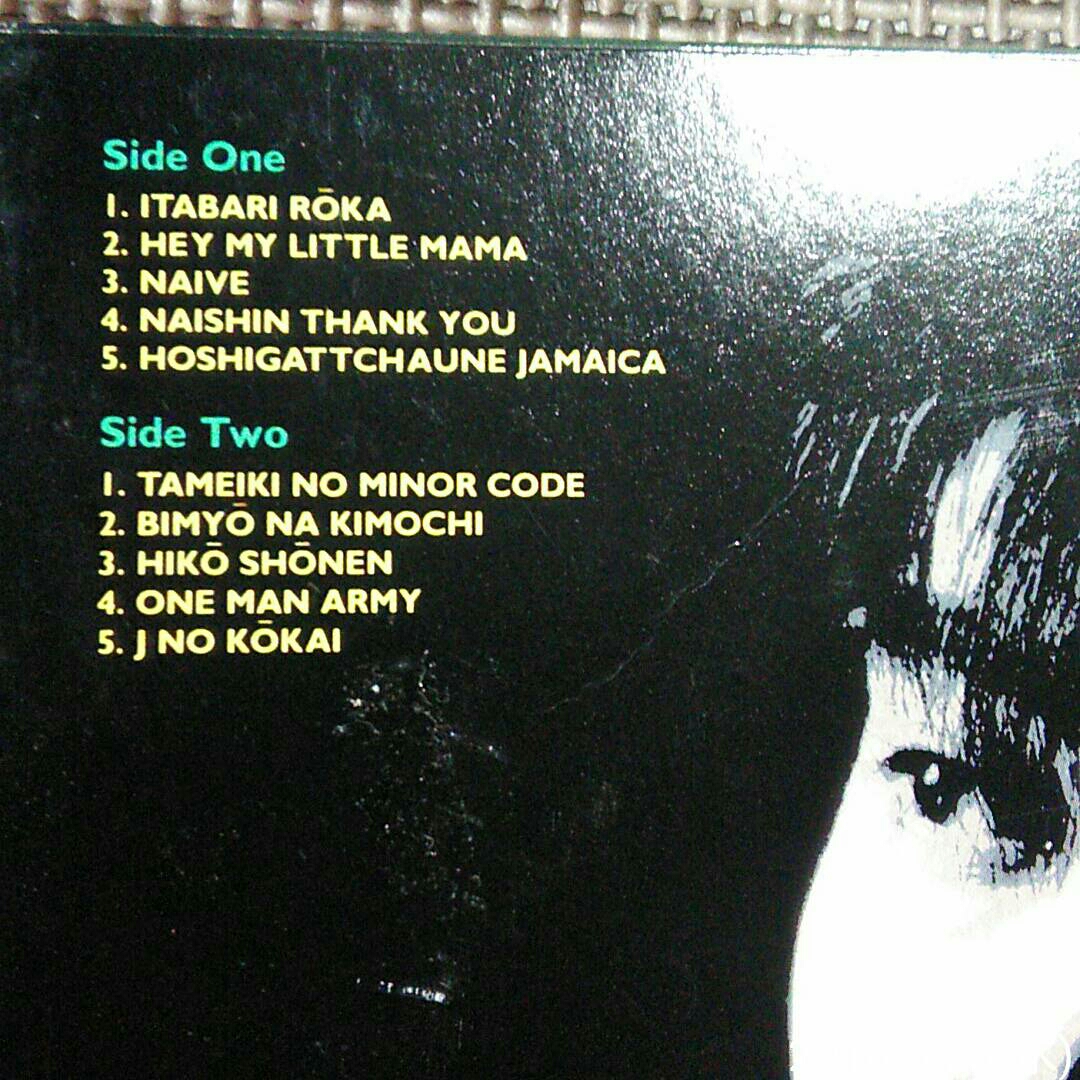 Side One
1. ITABARI RŌKA
2. HEY MY LITTLE MAMA
3. NAIVE
4. NAISHIN THANK YOU
5. HOSHIGATTCHAUNE JAMAICA
Side Two
1. TAMEIKI NO MINOR CODE
2. BIMYŌ NA KIMOCHI
3. HIKŌ SHŌNEN
4. ONE MAN ARMY
5. J NO KŌKAI